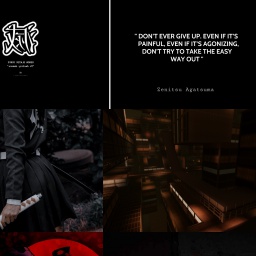 " DON'T EVER GIVE UP. EVEN IF IT'S
PAINFUL, EVEN IF IT'S AGONIZING,
DON'T TRY TO TAKE THE EASY
WAY OUT "
Zenitsu Agatsuma